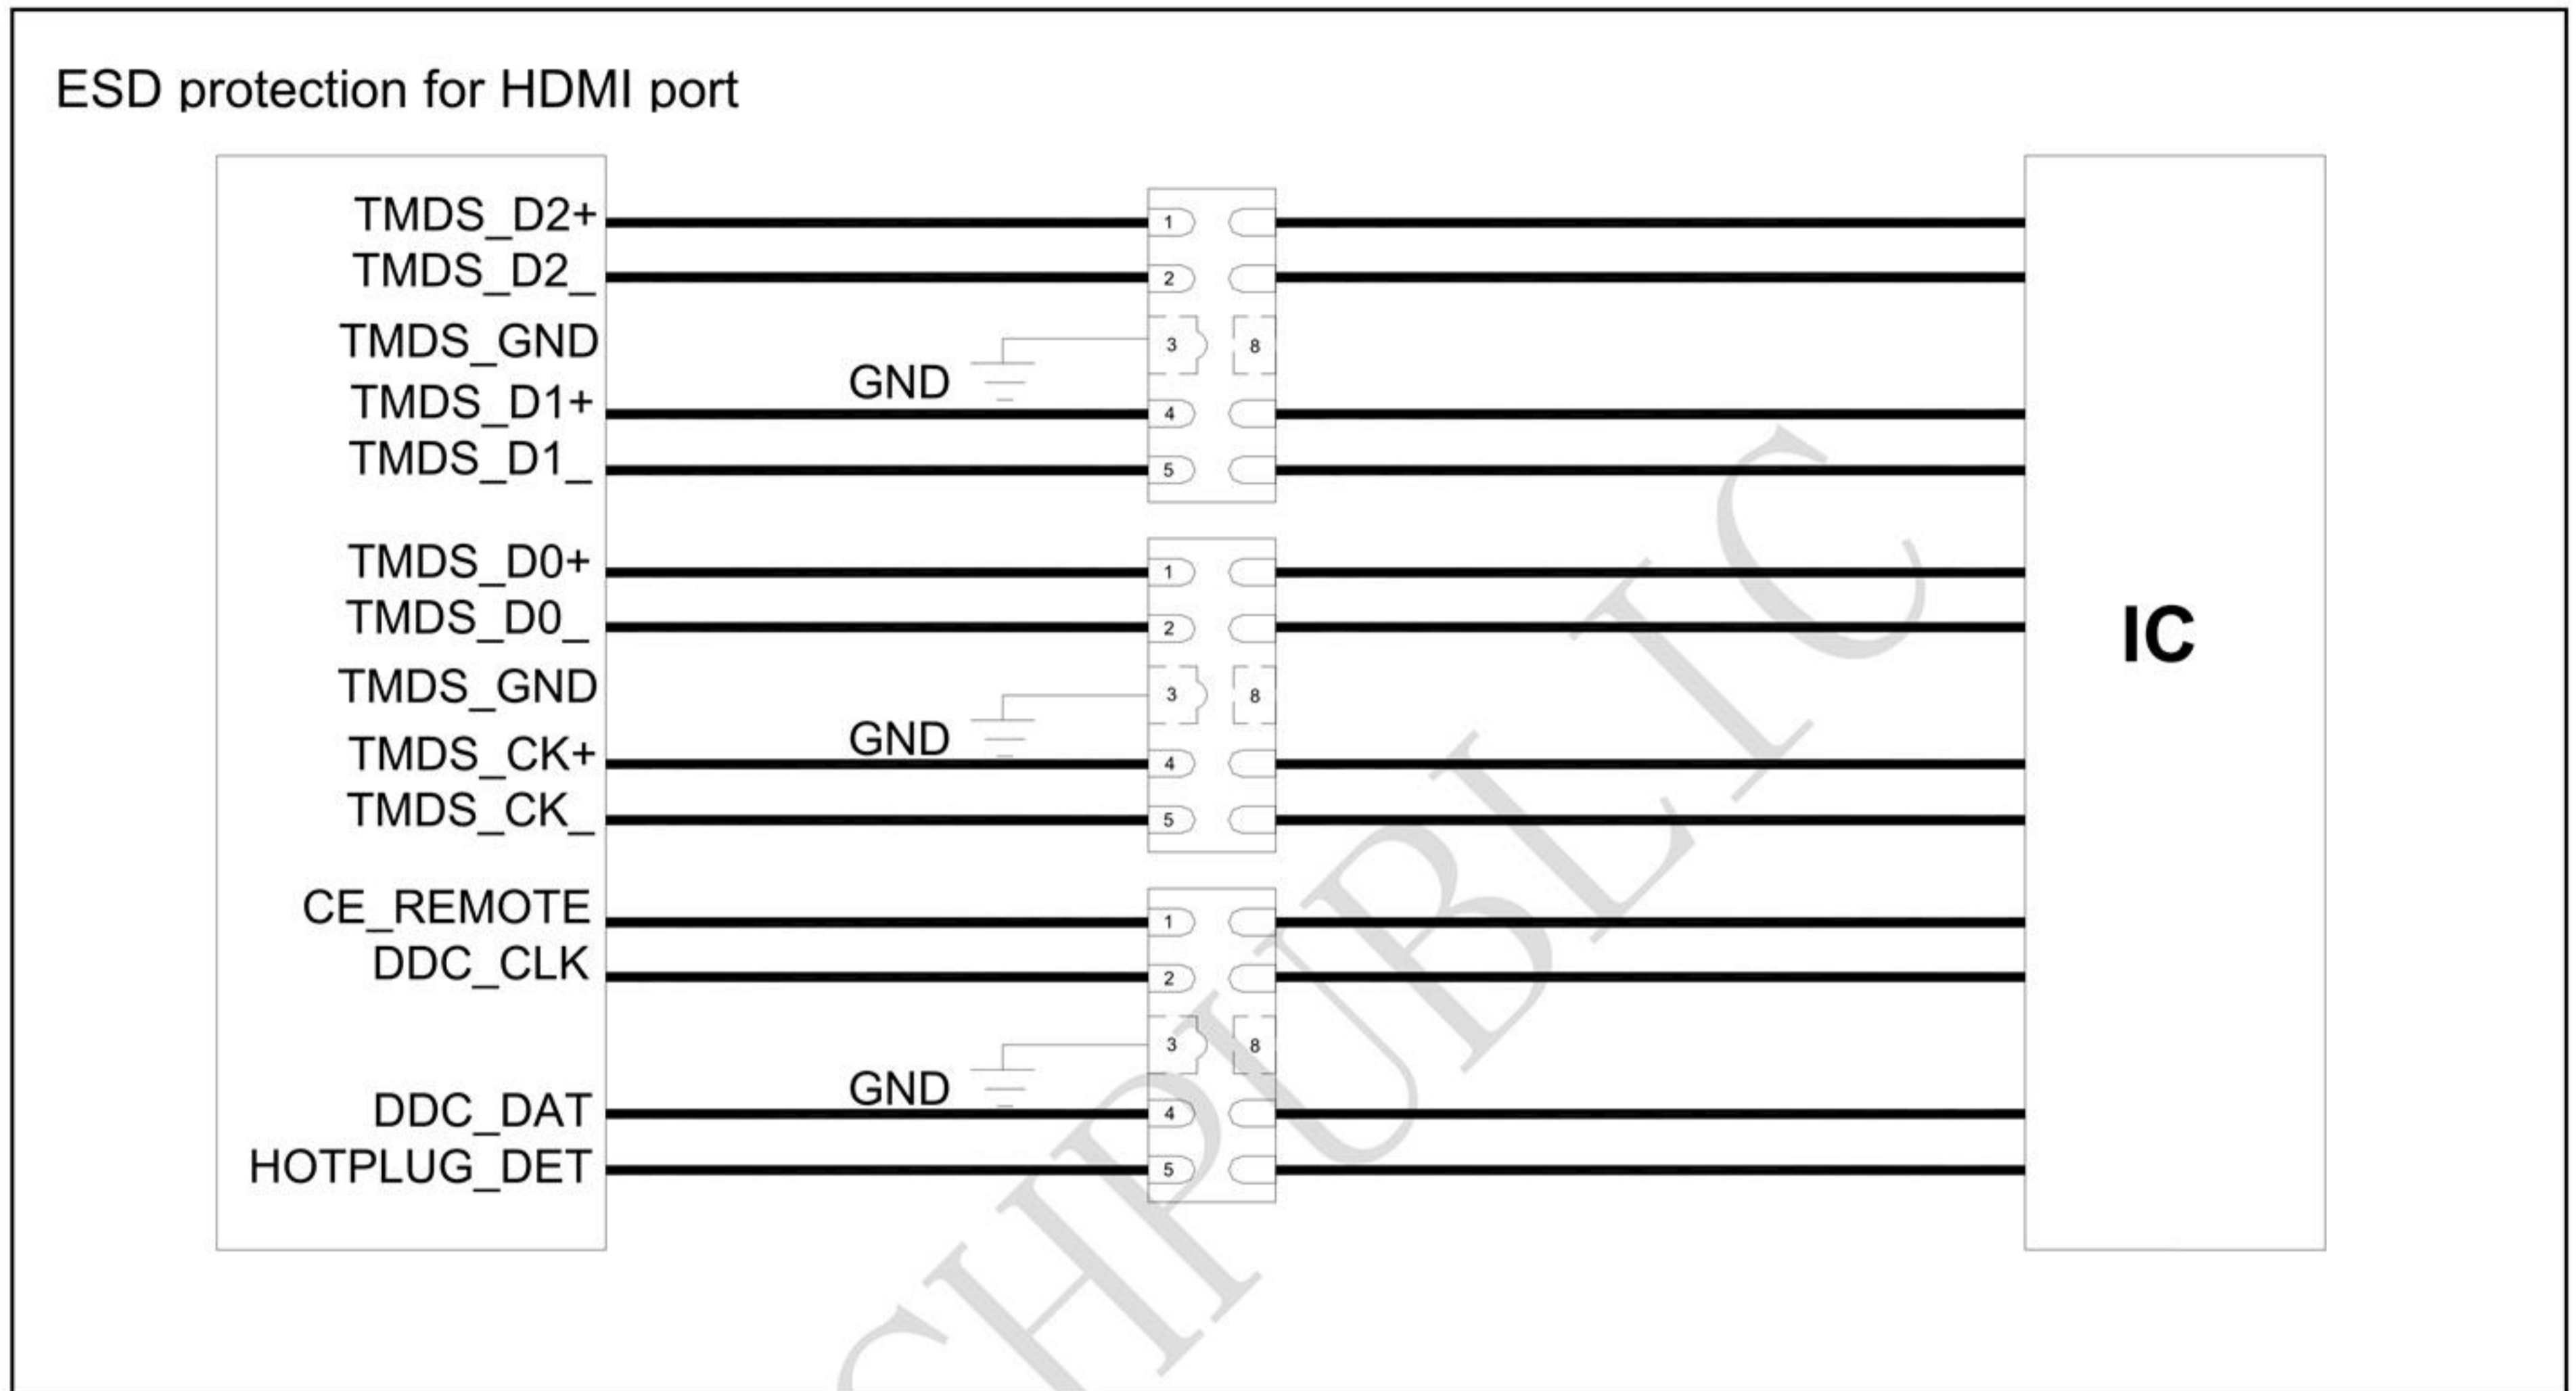 ESD protection for HDMI port
TMDS_D2+
1
TMDS_D2_
2
TMDS_GND
3
8
GND
TMDS_D1+
4
TMDS_D1_
5
TMDS_D0+
1
TMDS_D0_
2
IC
TMDS_GND
3
8
GND
TMDS_CK+
4
TMDS_CK_
5
CE_REMOTE
1
DDC_CLK
2
3
8
GND
DDC_DAT
4
HOTPLUG_DET
5
CHPUBLIC